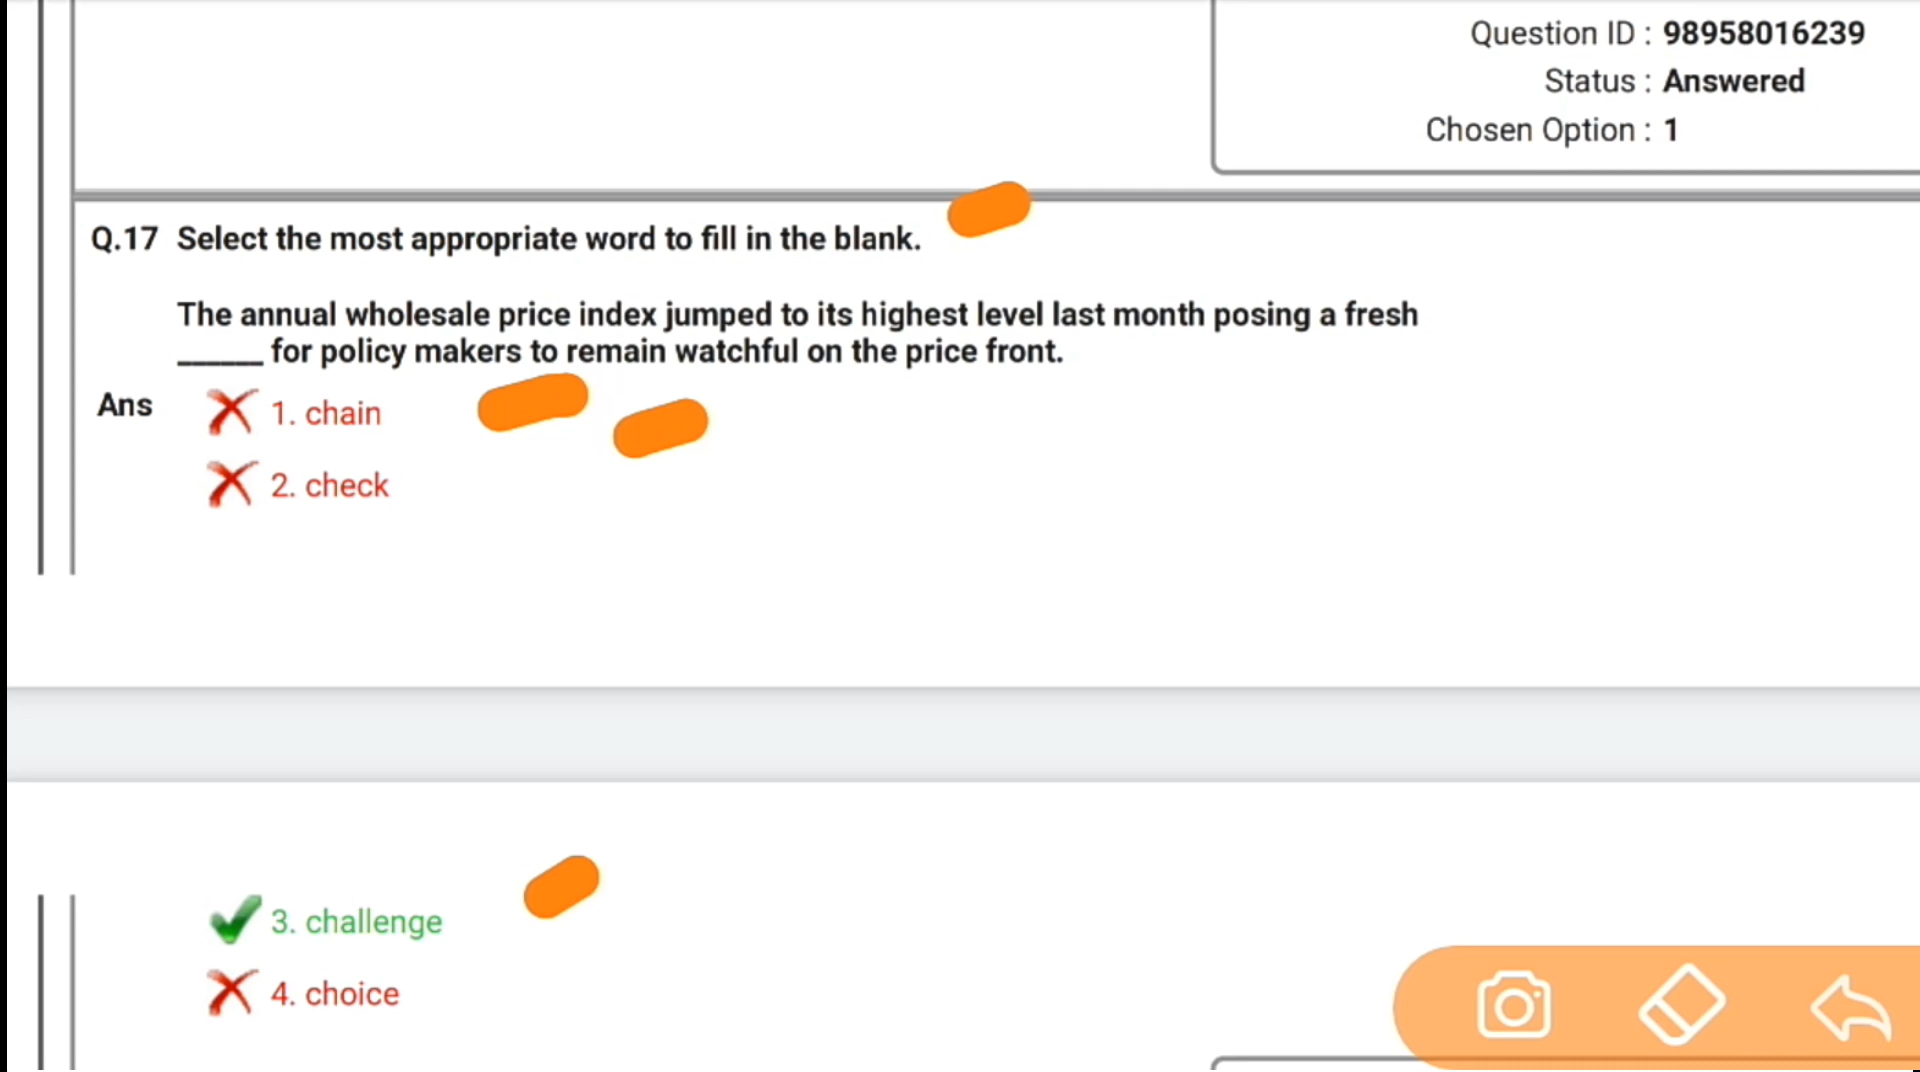 Question ID : 98958016239
Status : Answered
Chosen Option : 1
Q.17 Select the most appropriate word to fill in the blank.
The annual wholesale price index jumped to its highest level last month posing a fresh
_____ for policy makers to remain watchful on the price front.
Ans 1. chain
2. check
3. challenge
4. choice